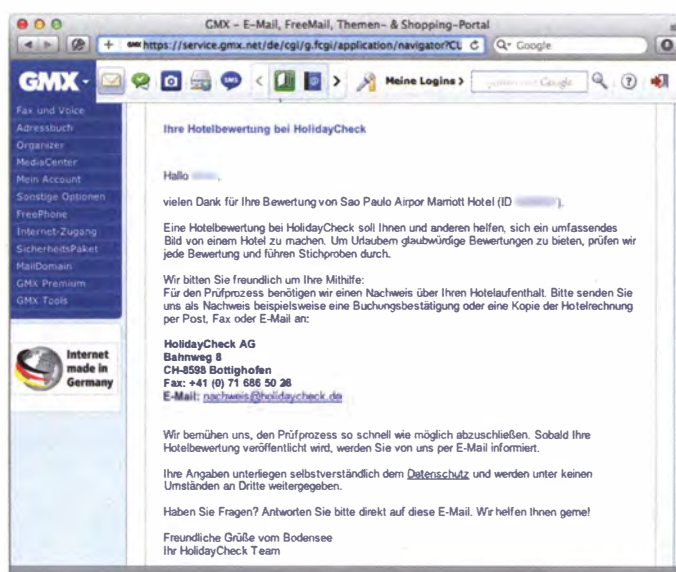 GMX – E-Mail, FreeMail, Themen- & Shopping-Portal
https://service.gmx.net/de/cgi/g.fcgi/application/navigator?CU
Google
GMX
SMS
Meine Logins >
Google
?
Fax und Voice
Adressbuch
Organizer
MediaCenter
Mein Account
Sonstige Optionen
FreePhone
Internet-Zugang
SicherheitsPaket
MailDomain
GMX Premium
GMX Tools
Internet
made in
Germany
Ihre Hotelbewertung bei HolidayCheck
Hallo ,
vielen Dank für Ihre Bewertung von Sao Paulo Airpor Marriott Hotel (ID ).
Eine Hotelbewertung bei HolidayCheck soll Ihnen und anderen helfen, sich ein umfassendes
Bild von einem Hotel zu machen. Um Urlaubern glaubwürdige Bewertungen zu bieten, prüfen wir
jede Bewertung und führen Stichproben durch.
Wir bitten Sie freundlich um Ihre Mithilfe:
Für den Prüfprozess benötigen wir einen Nachweis über Ihren Hotelaufenthalt. Bitte senden Sie
uns als Nachweis beispielsweise eine Buchungsbestätigung oder eine Kopie der Hotelrechnung
per Post, Fax oder E-Mail an:
HolidayCheck AG
Bahnweg 8
CH-8598 Bottighofen
Fax: +41 (0) 71 686 50 26
E-Mail: nachweis@holidaycheck.de
Wir bemühen uns, den Prüfprozess so schnell wie möglich abzuschließen. Sobald Ihre
Hotelbewertung veröffentlicht wird, werden Sie von uns per E-Mail informiert.
Ihre Angaben unterliegen selbstverständlich dem Datenschutz und werden unter keinen
Umständen an Dritte weitergegeben.
Haben Sie Fragen? Antworten Sie bitte direkt auf diese E-Mail. Wir helfen Ihnen gerne!
Freundliche Grüße vom Bodensee
Ihr HolidayCheck Team